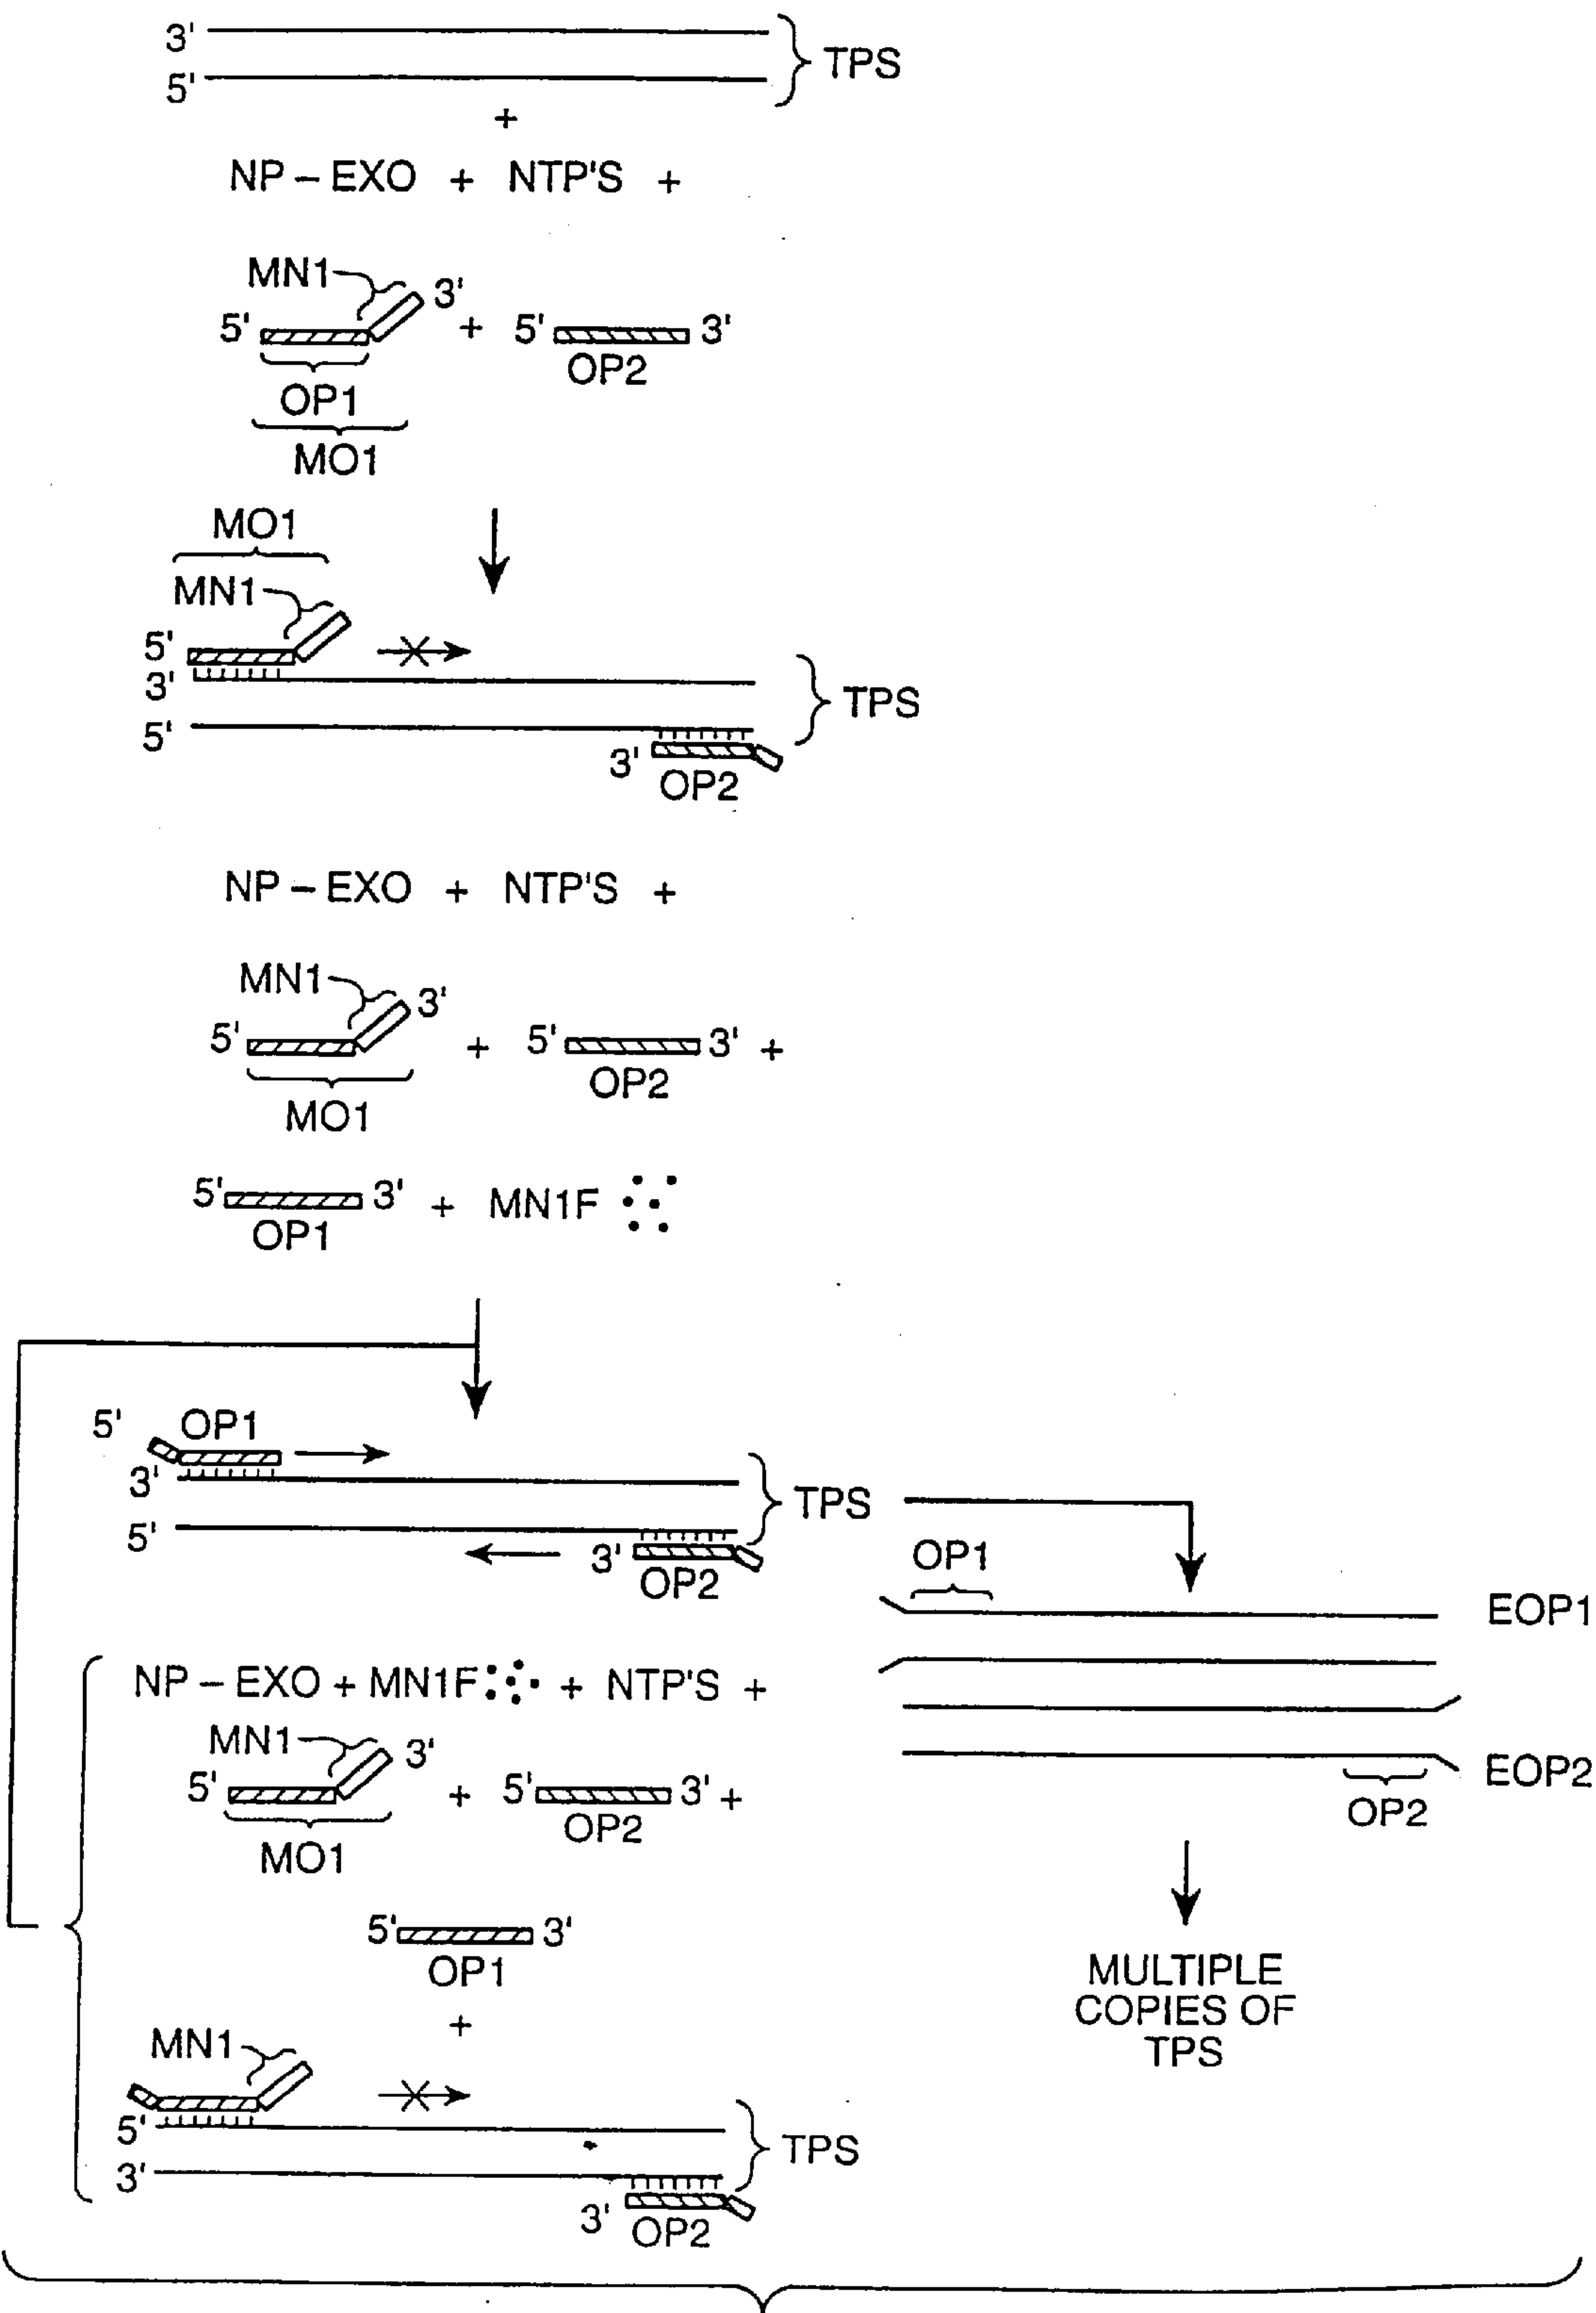 3'
5'
TPS
+
NP – EXO + NTP'S +
MN1
3'
5' + 5' 3'
OP1 OP2
MO1
MO1
MN1
5'
3'
TPS
5'
3'
OP2
NP – EXO + NTP'S +
MN1 3'
5' + 5' 3' +
MO1 OP2
5' 3' + MN1F
OP1
5' OP1
3'
TPS
5'
3'
OP2
OP1
EOP1
EOP2
OP2
MULTIPLE
COPIES OF
TPS
NP – EXO + MN1F + NTP'S +
MN1 3'
5' + 5' 3' +
MO1 OP2
5' 3'
OP1
+
MN1
5'
TPS
3'
3'
OP2